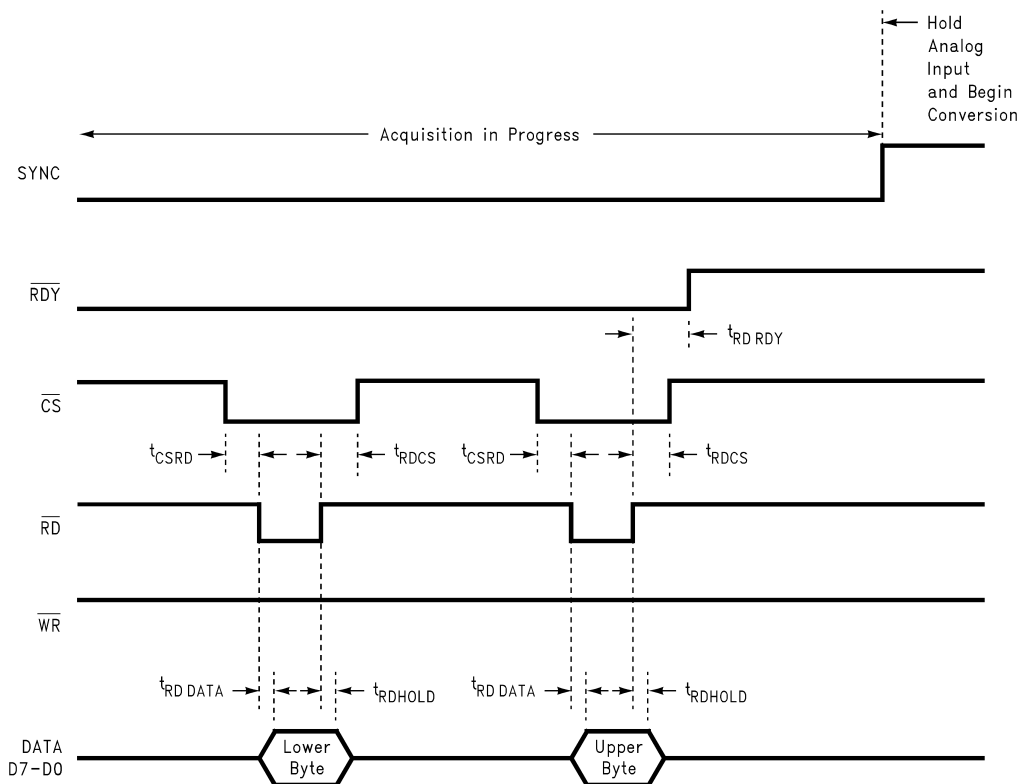 Hold
Analog
Input
and Begin
Conversion
Acquisition in Progress
SYNC
RDY
tRD RDY
CS
tCSRD
tRDCS
tCSRD
tRDCS
RD
WR
tRD DATA
tRDHOLD
tRD DATA
tRDHOLD
DATA
D7-D0
Lower
Byte
Upper
Byte